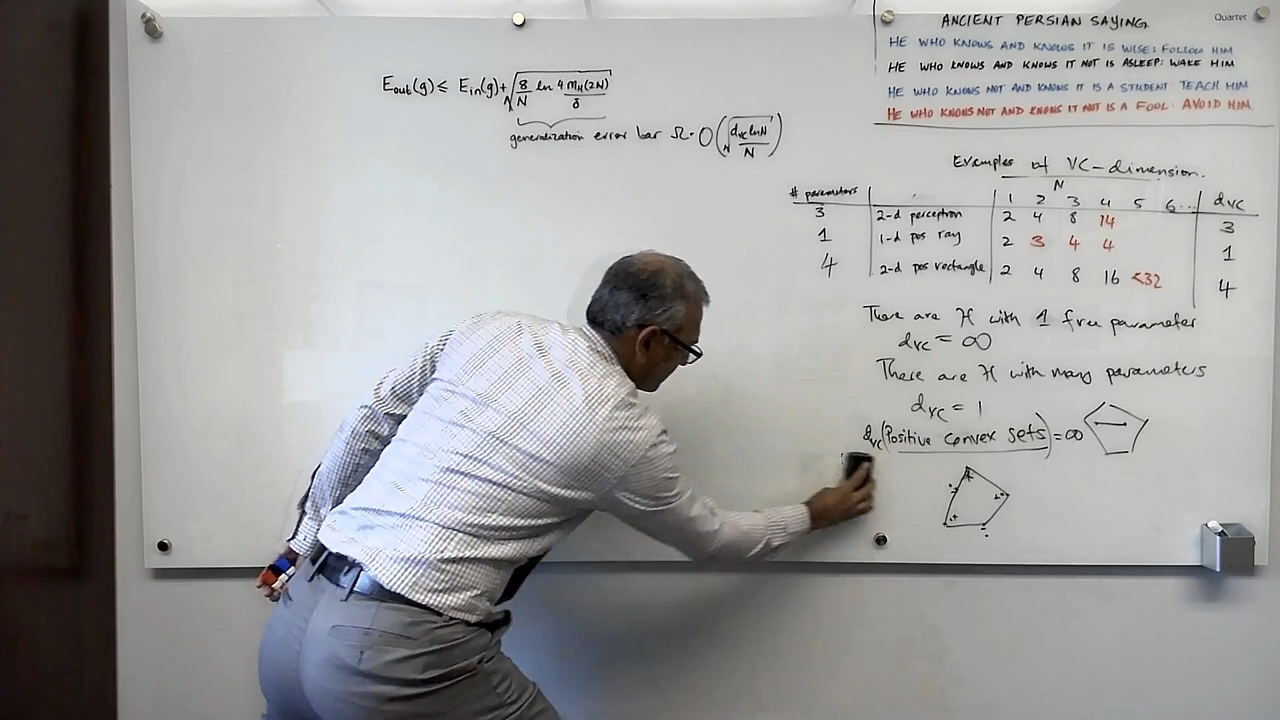 E_out(g) ≤ E_in(g) + √(8/N ln 4m_H(2N)/δ)
generalization error bar Ω · O(√(d_VC ln N / N))
Quartet
ANCIENT PERSIAN SAYING
HE WHO KNOWS AND KNOWS IT IS WISE: FOLLOW HIM
HE WHO KNOWS AND KNOWS IT NOT IS ASLEEP: WAKE HIM
HE WHO KNOWS NOT AND KNOWS IT IS A STUDENT: TEACH HIM
HE WHO KNOWS NOT AND KNOWS IT NOT IS A FOOL: AVOID HIM
Examples of VC-dimension.
N
# parameters 1 2 3 4 5 6... d_VC
3 2-d perceptron 2 4 8 14 3
1 1-d pos ray 2 3 4 4 1
4 2-d pos rectangle 2 4 8 16 <32 4
There are H with 1 free parameter
d_VC = ∞
There are H with many parameters
d_VC = 1
d_VC(Positive convex sets) = ∞